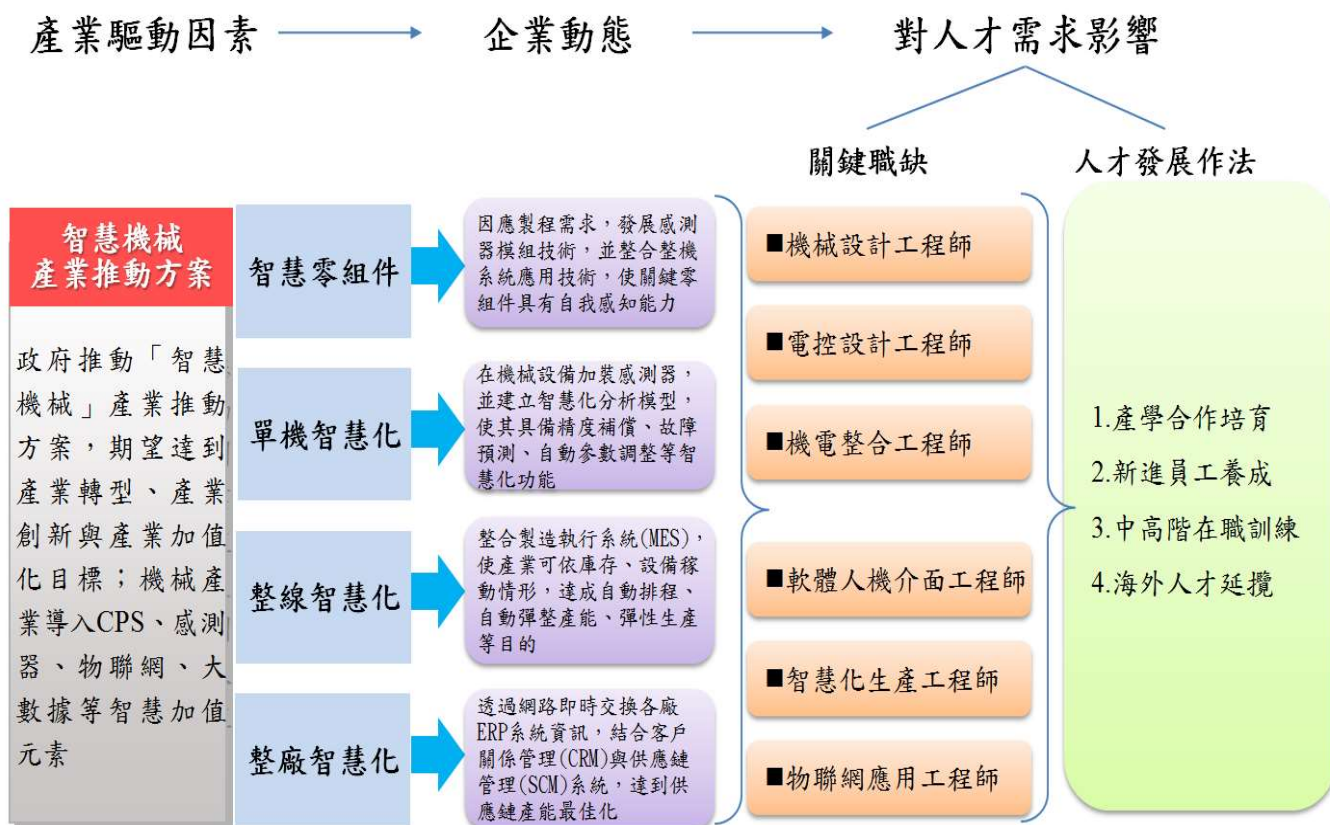 產業驅動因素
企業動態
對人才需求影響
關鍵職缺
人才發展作法
智慧機械
產業推動方案
政府推動「智慧
機械」產業推動
方案，期望達到
產業轉型、產業
創新與產業加值
化目標；機械產
業導入CPS、感測
器、物聯網、大
數據等智慧加值
元素
智慧零組件
因應製程需求，發展感測
器模組技術，並整合整機
系統應用技術，使關鍵零
組件具有自我感知能力
單機智慧化
在機械設備加裝感測器，
並建立智慧化分析模型，
使其具備精度補償、故障
預測、自動參數調整等智
慧化功能
整線智慧化
整合製造執行系統(MES)，
使產業可依庫存、設備稼
動情形，達成自動排程、
自動彈整產能、彈性生產
等目的
整廠智慧化
透過網路即時交換各廠
ERP系統資訊，結合客戶
關係管理(CRM)與供應鏈
管理(SCM)系統，達到供
應鏈產能最佳化
■機械設計工程師
■電控設計工程師
■機電整合工程師
■軟體人機介面工程師
■智慧化生產工程師
■物聯網應用工程師
1.產學合作培育
2.新進員工養成
3.中高階在職訓練
4.海外人才延攬